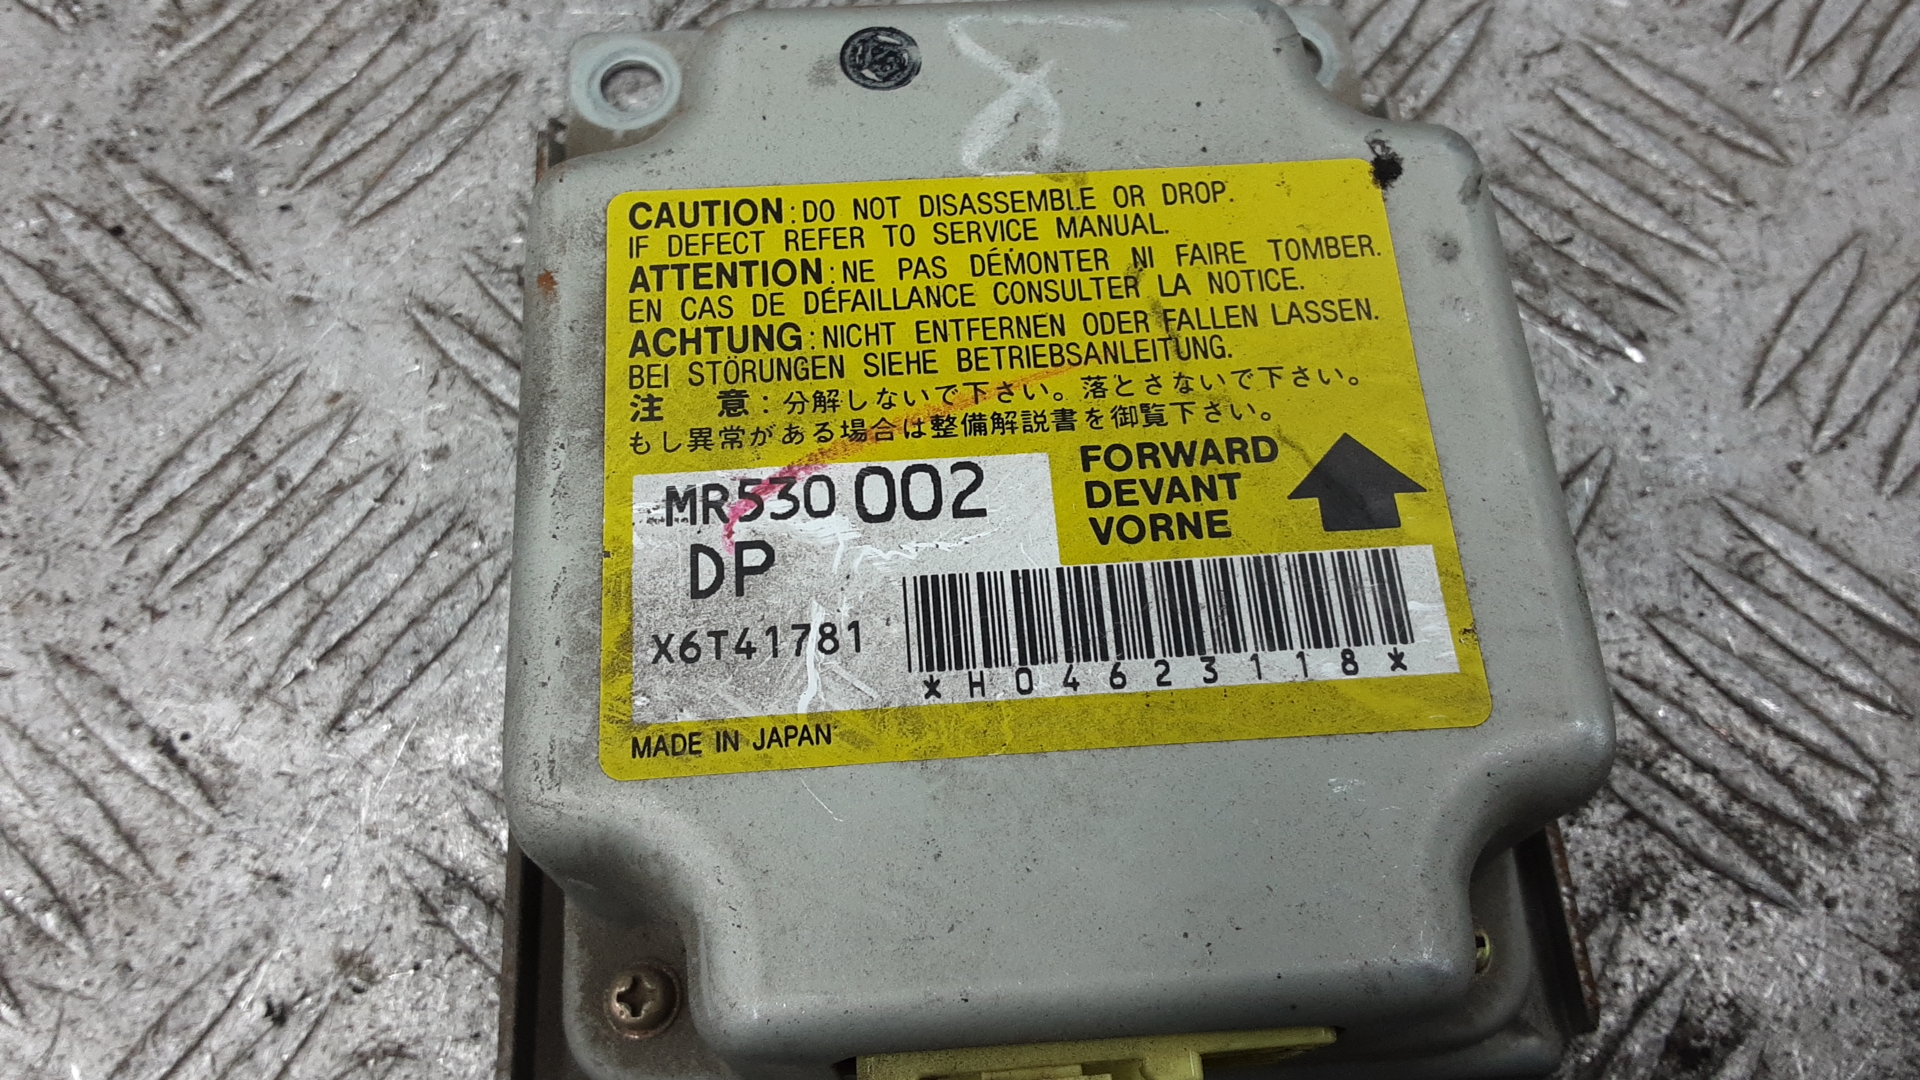 CAUTION:DO NOT DISASSEMBLE OR DROP.
IF DEFECT REFER TO SERVICE MANUAL.
ATTENTION:NE PAS DÉMONTER NI FAIRE TOMBER.
EN CAS DE DÉFAILLANCE CONSULTER LA NOTICE.
ACHTUNG:NICHT ENTFERNEN ODER FALLEN LASSEN.
BEI STÖRUNGEN SIEHE BETRIEBSANLEITUNG.
注 意:分解しないで下さい。落とさないで下さい。
もし異常がある場合は整備解説書を御覧下さい。
MR530 002
DP
X6T41781
FORWARD
DEVANT
VORNE
*H04623118*
MADE IN JAPAN